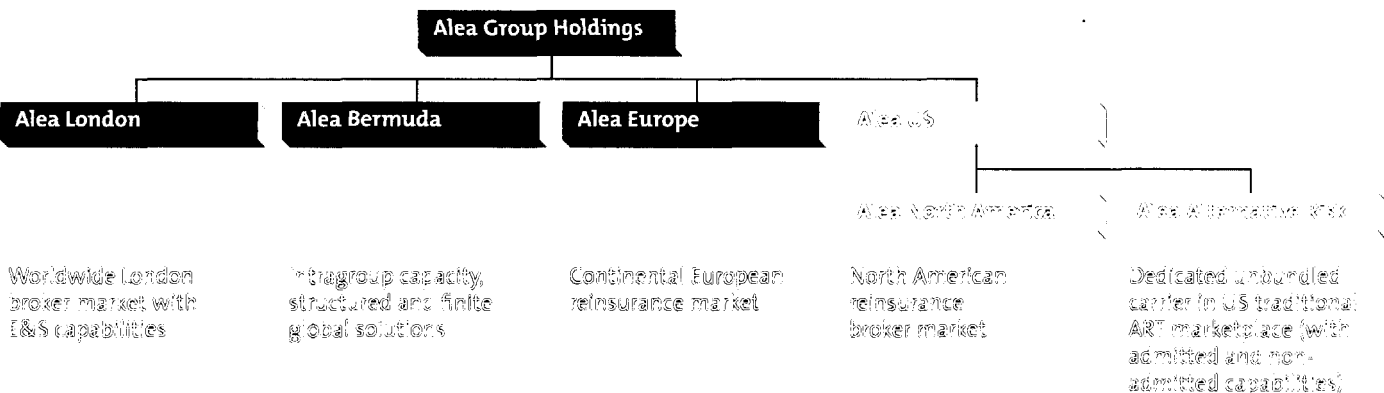 Alea Group Holdings
Alea London
Alea Bermuda
Alea Europe
Alea US
Alea North America
Alea Alternative Risk
Worldwide London
broker market with
E&S capabilities
Intragroup capacity,
structured and finite
global solutions
Continental European
reinsurance market
North American
reinsurance
broker market
Dedicated unbundled
carrier in US traditional
ART marketplace (with
admitted and non-
admitted capabilities)